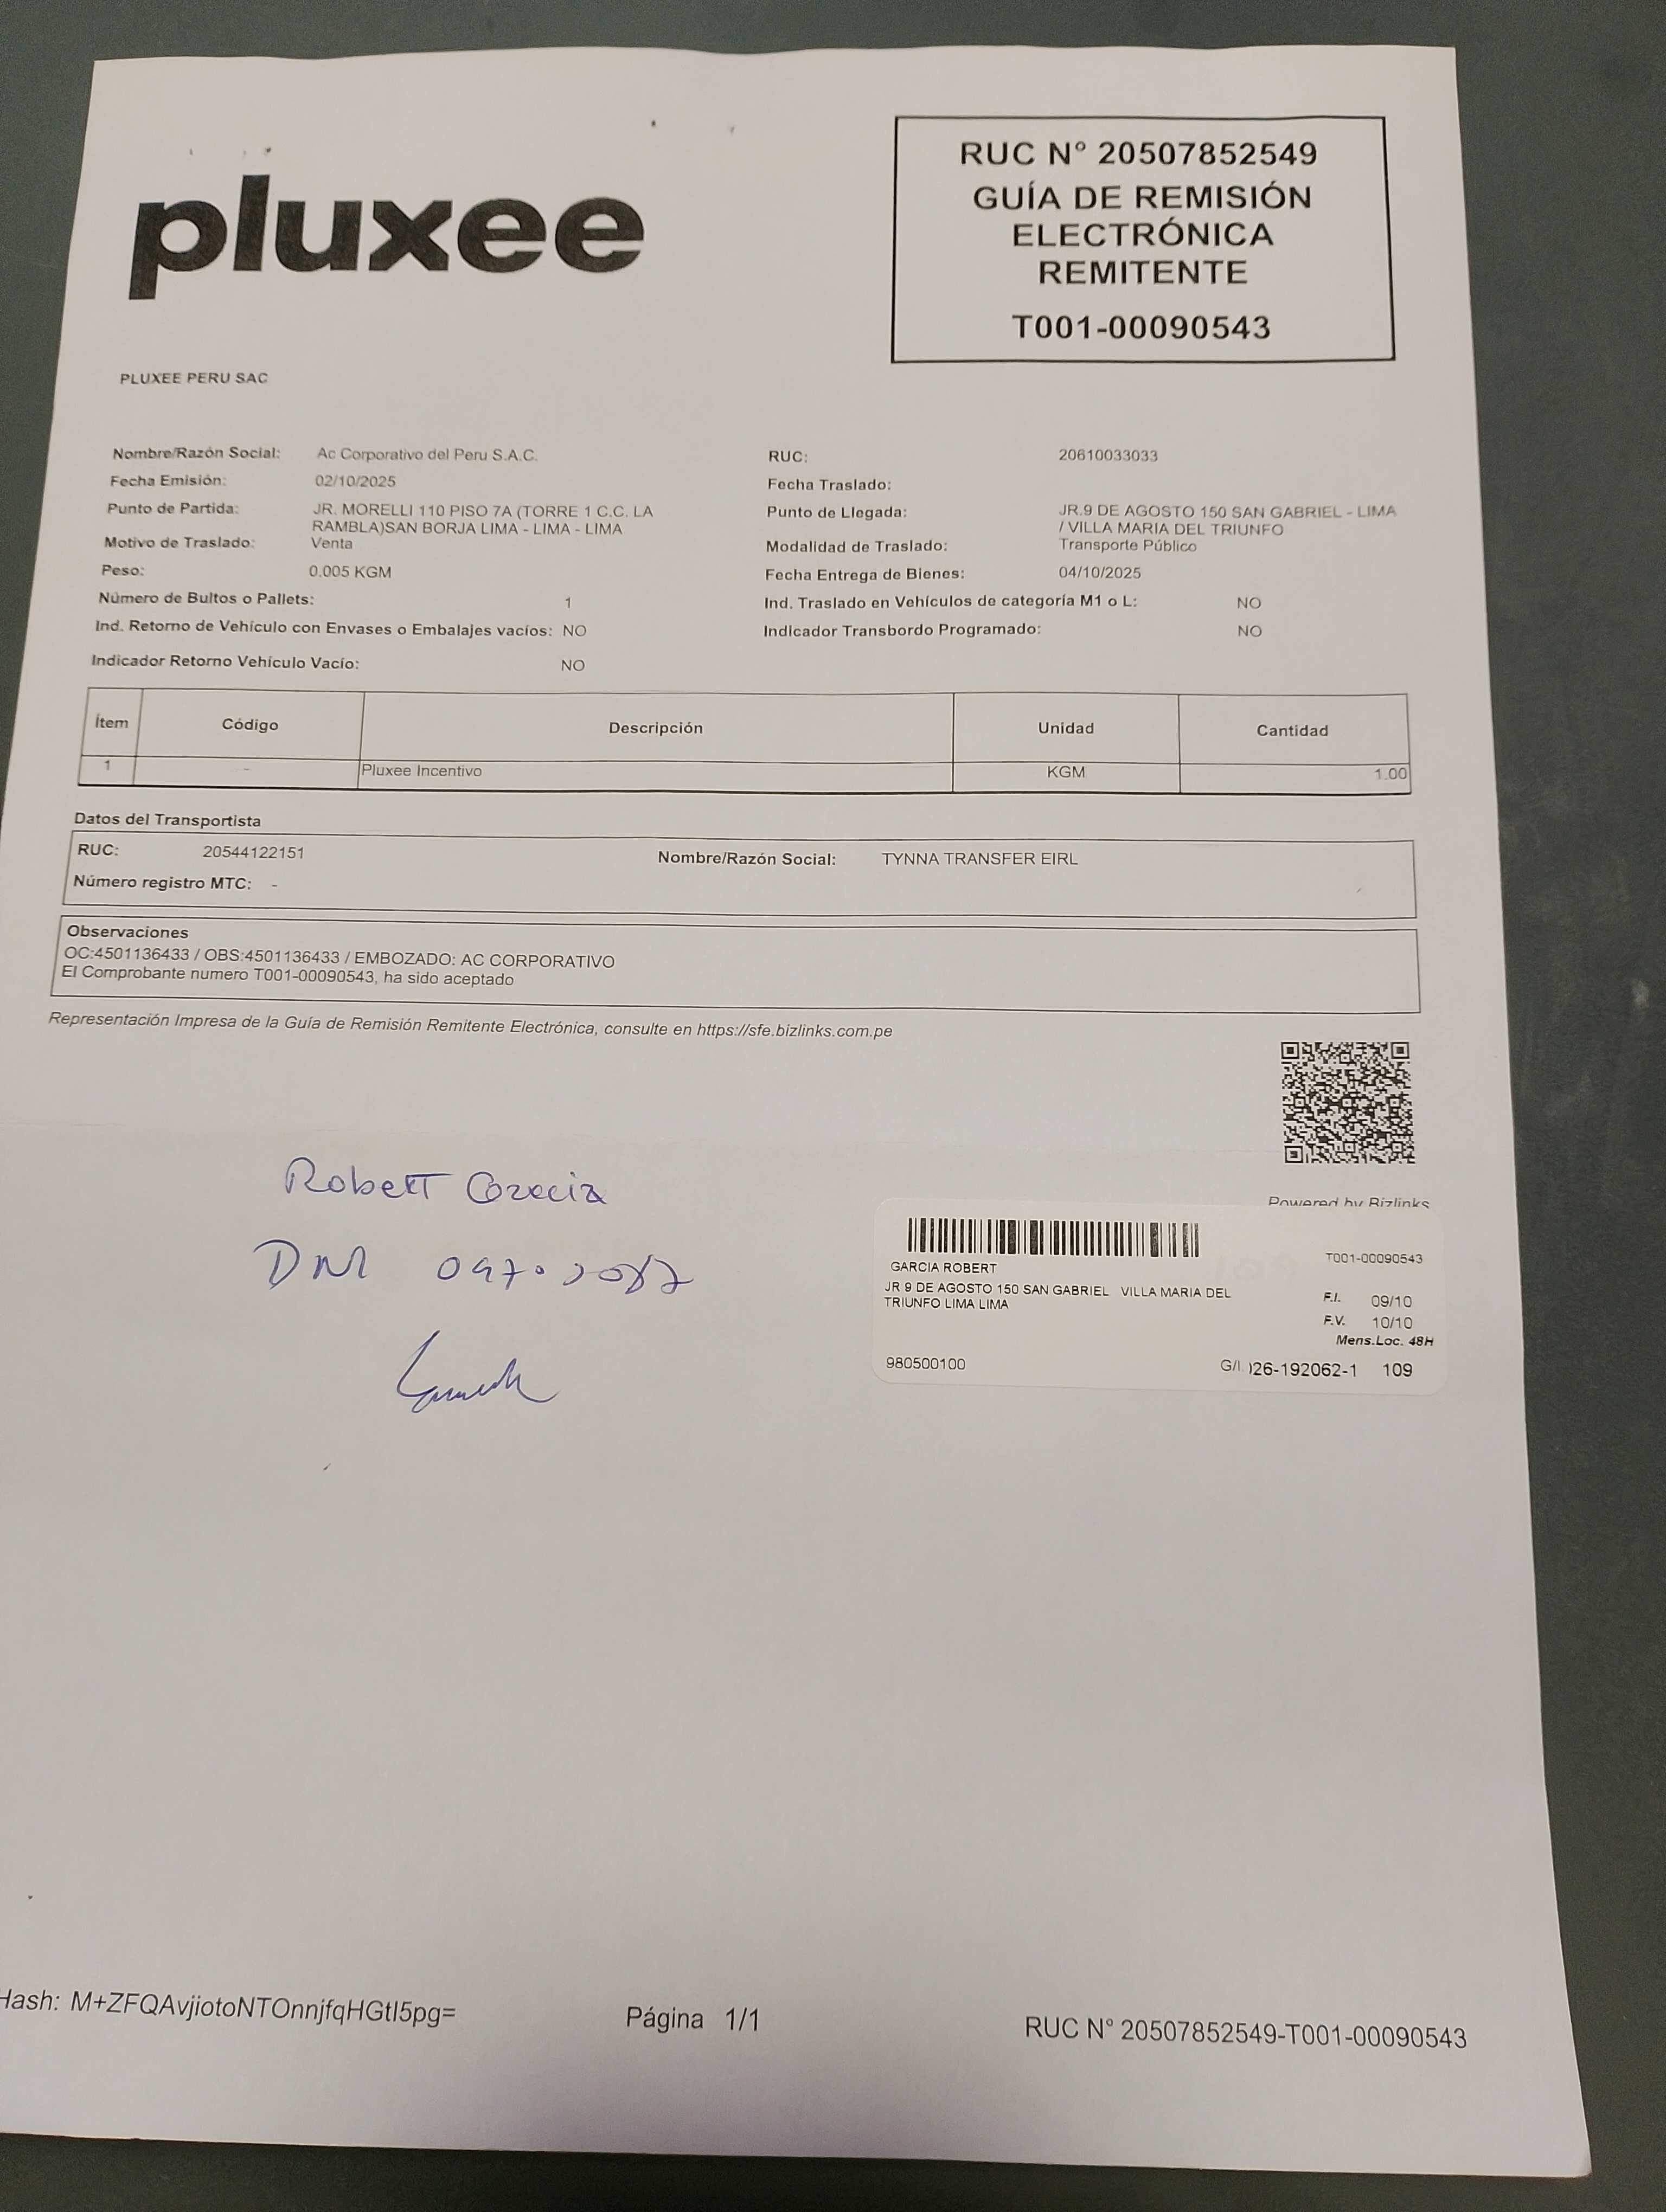 pluxee
RUC N° 20507852549
GUÍA DE REMISIÓN
ELECTRÓNICA
REMITENTE
T001-00090543
PLUXEE PERU SAC
Nombre/Razón Social: Ac Corporativo del Peru S.A.C.
RUC: 20610033033
Fecha Emisión: 02/10/2025
Fecha Traslado:
Punto de Partida: JR. MORELLI 110 PISO 7A (TORRE 1 C.C. LA
RAMBLA)SAN BORJA LIMA - LIMA - LIMA
Punto de Llegada: JR.9 DE AGOSTO 150 SAN GABRIEL - LIMA
/ VILLA MARIA DEL TRIUNFO
Motivo de Traslado: Venta
Modalidad de Traslado: Transporte Público
Peso: 0.005 KGM
Fecha Entrega de Bienes: 04/10/2025
Número de Bultos o Pallets: 1
Ind. Traslado en Vehículos de categoría M1 o L: NO
Ind. Retorno de Vehículo con Envases o Embalajes vacíos: NO
Indicador Transbordo Programado: NO
Indicador Retorno Vehículo Vacío: NO
Ítem Código Descripción Unidad Cantidad
1 - Pluxee Incentivo KGM 1.00
Datos del Transportista
RUC: 20544122151 Nombre/Razón Social: TYNNA TRANSFER EIRL
Número registro MTC: -
Observaciones
OC:4501136433 / OBS:4501136433 / EMBOZADO: AC CORPORATIVO
El Comprobante numero T001-00090543, ha sido aceptado
Representación Impresa de la Guía de Remisión Remitente Electrónica, consulte en https://sfe.bizlinks.com.pe
Powered by Bizlinks
Robert Garcia
DNI
T001-00090543
GARCIA ROBERT
JR 9 DE AGOSTO 150 SAN GABRIEL VILLA MARIA DEL
TRIUNFO LIMA LIMA
F.I. 09/10
F.V. 10/10
Mens.Loc. 48H
980500100
G/I. 26-192062-1 109
Hash: M+ZFQAvjiotoNTOnnjfqHGtI5pg=
Página 1/1
RUC N° 20507852549-T001-00090543